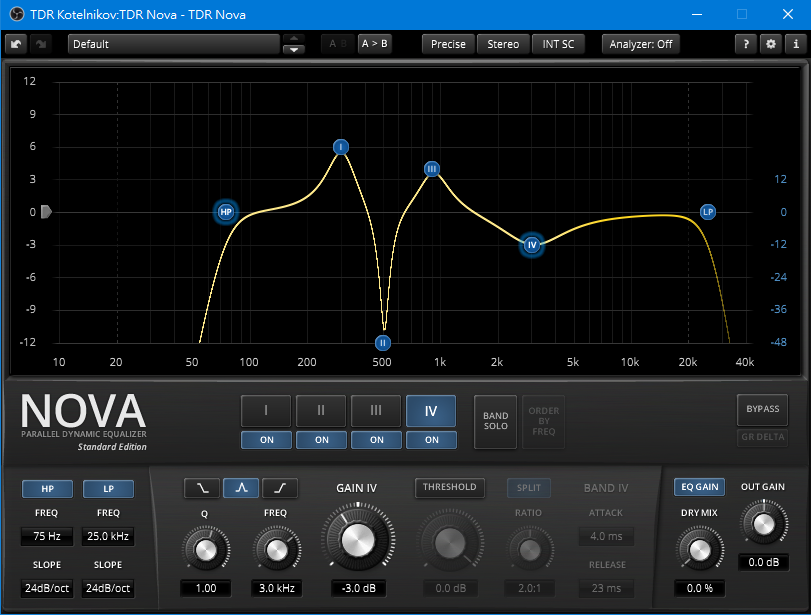 TDR Kotelnikov:TDR Nova - TDR Nova
Default A B A > B Precise Stereo INT SC Analyzer: Off ? i
12
9
6
3
0
-3
-6
-9
-12
12
0
-12
-24
-36
-48
HP I II III IV LP
10 20 50 100 200 500 1k 2k 5k 10k 20k 40k
NOVA
PARALLEL DYNAMIC EQUALIZER
Standard Edition
I II III IV
ON ON ON ON
BAND
SOLO
ORDER
BY
FREQ
BYPASS
GR DELTA
HP LP
FREQ FREQ
75 Hz 25.0 kHz
SLOPE SLOPE
24dB/oct 24dB/oct
Q FREQ
1.00 3.0 kHz
GAIN IV
-3.0 dB
THRESHOLD
0.0 dB
SPLIT
RATIO
2.0:1
BAND IV
ATTACK
4.0 ms
RELEASE
23 ms
EQ GAIN
DRY MIX
0.0 %
OUT GAIN
0.0 dB